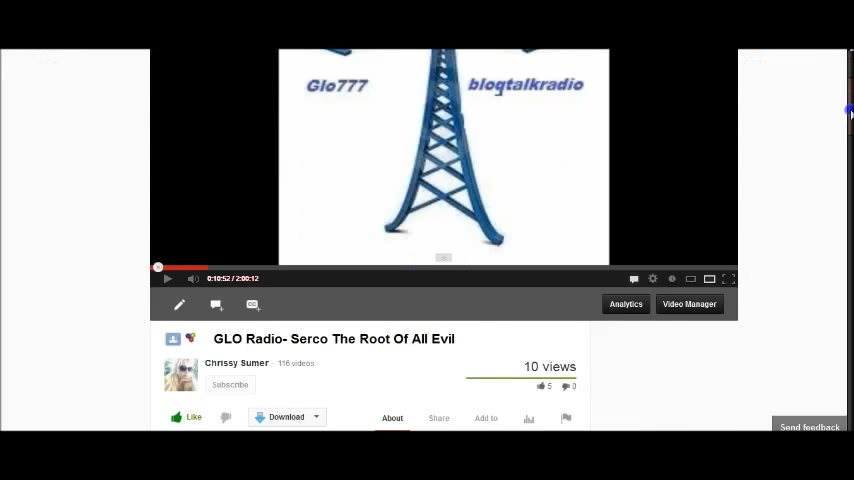 Glo777
blogtalkradio
0:10:52 / 2:00:12
CC
Analytics
Video Manager
GLO Radio- Serco The Root Of All Evil
Chrissy Sumer · 116 videos
Subscribe
10 views
5
0
Like
Download
About
Share
Add to
Send feedback